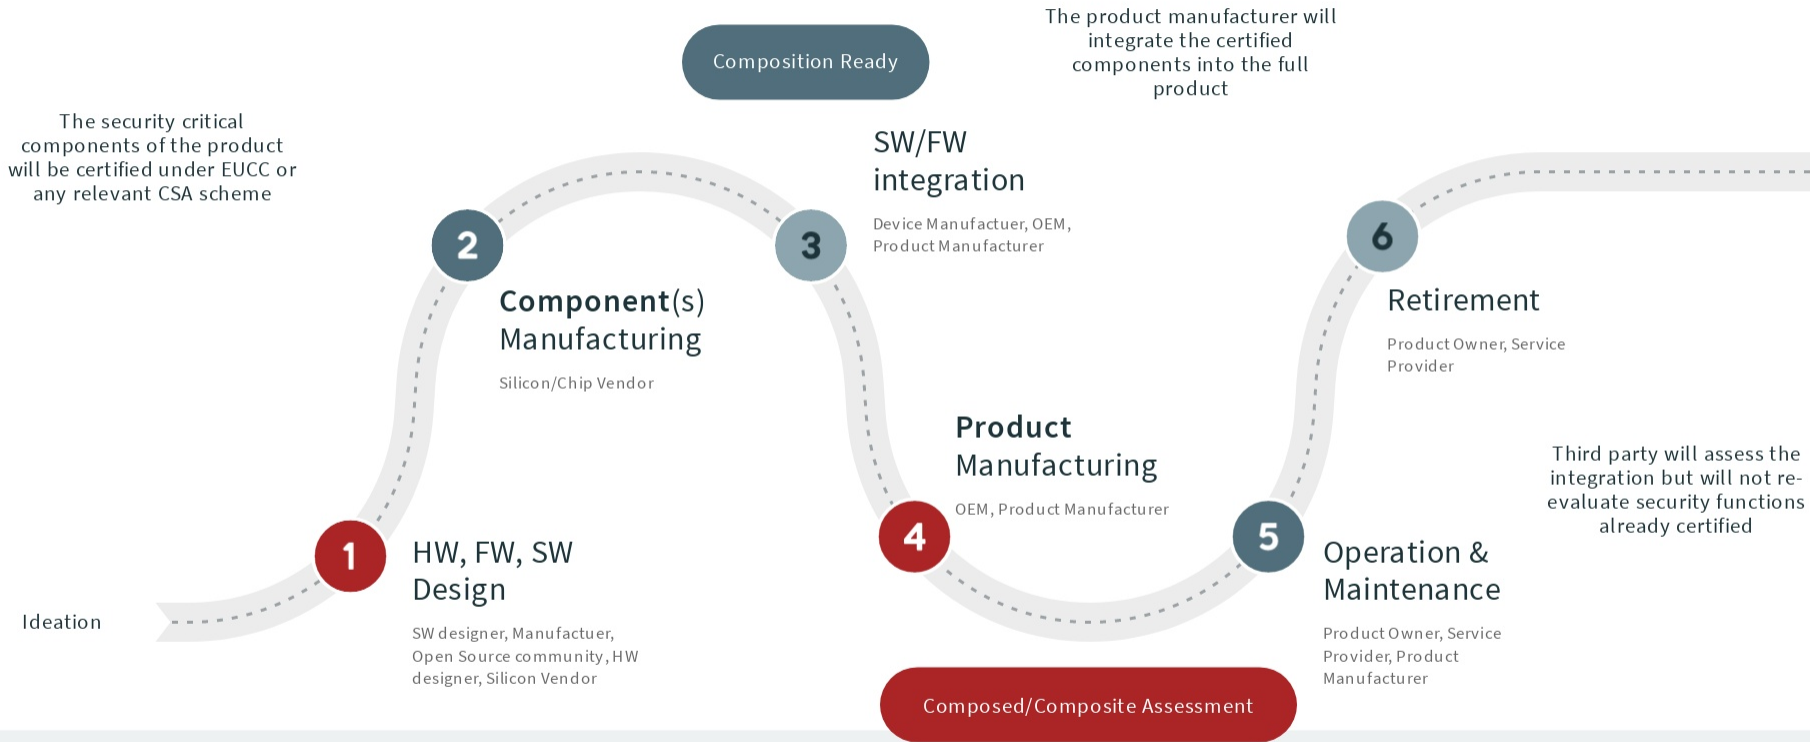 The security critical
components of the product
will be certified under EUCC or
any relevant CSA scheme
Composition Ready
The product manufacturer will
integrate the certified
components into the full
product
Ideation
1
HW, FW, SW
Design
SW designer, Manufactuer,
Open Source community, HW
designer, Silicon Vendor
2
Component(s)
Manufacturing
Silicon/Chip Vendor
3
SW/FW
integration
Device Manufactuer, OEM,
Product Manufacturer
4
Product
Manufacturing
OEM, Product Manufacturer
Composed/Composite Assessment
5
Operation &
Maintenance
Product Owner, Service
Provider, Product
Manufacturer
6
Retirement
Product Owner, Service
Provider
Third party will assess the
integration but will not re-
evaluate security functions
already certified